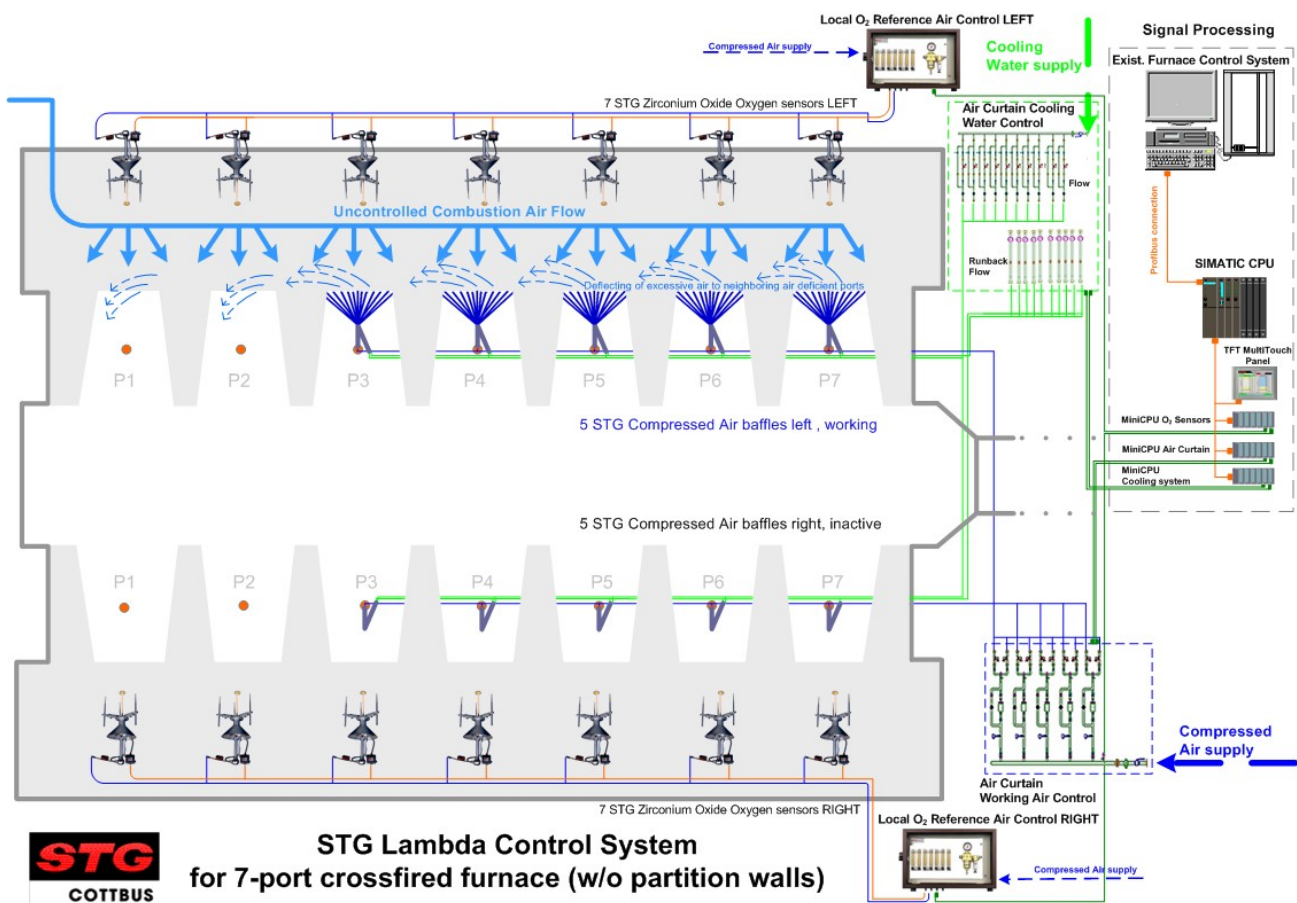 Local O₂ Reference Air Control LEFT
Compressed Air supply
Cooling
Water supply
Signal Processing
Exist. Furnace Control System
7 STG Zirconium Oxide Oxygen sensors LEFT
Air Curtain Cooling
Water Control
Flow
Uncontrolled Combustion Air Flow
Profibus connection
Runback
Flow
SIMATIC CPU
Deflecting of excessive air to neighboring air deficient ports
TFT MultiTouch
Panel
P1 P2 P3 P4 P5 P6 P7
MiniCPU O₂ Sensors
5 STG Compressed Air baffles left , working
MiniCPU Air Curtain
MiniCPU
Cooling system
5 STG Compressed Air baffles right, inactive
P1 P2 P3 P4 P5 P6 P7
Compressed
Air supply
Air Curtain
Working Air Control
7 STG Zirconium Oxide Oxygen sensors RIGHT
Local O₂ Reference Air Control RIGHT
Compressed Air supply
STG
COTTBUS
STG Lambda Control System
for 7-port crossfired furnace (w/o partition walls)